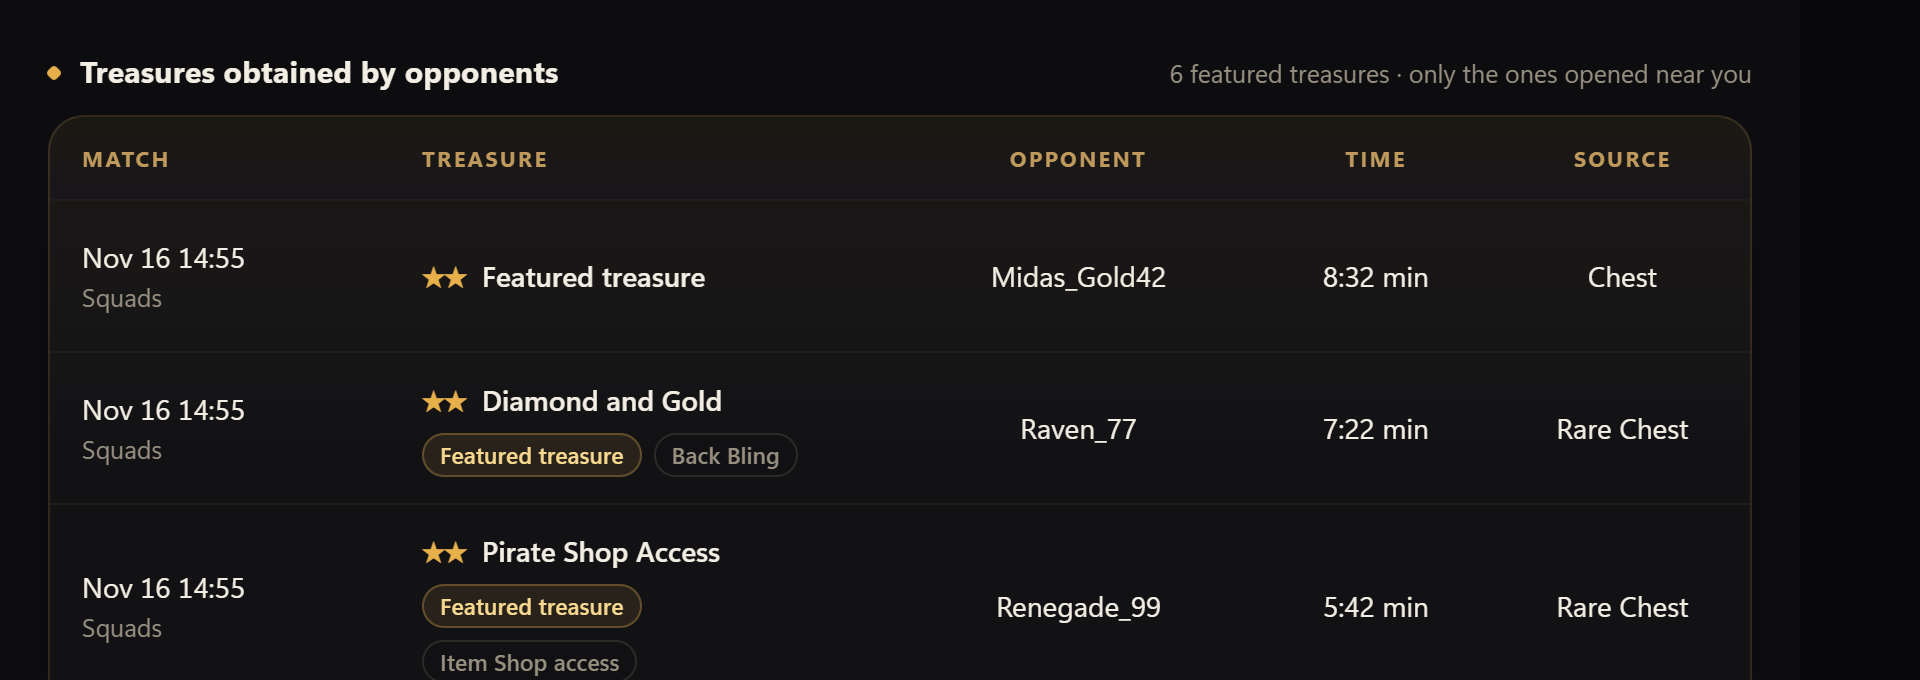 Treasures obtained by opponents
6 featured treasures · only the ones opened near you
MATCH TREASURE OPPONENT TIME SOURCE
Nov 16 14:55
Squads
★★ Featured treasure
Midas_Gold42
8:32 min
Chest
Nov 16 14:55
Squads
★★ Diamond and Gold
Featured treasure Back Bling
Raven_77
7:22 min
Rare Chest
Nov 16 14:55
Squads
★★ Pirate Shop Access
Featured treasure
Item Shop access
Renegade_99
5:42 min
Rare Chest